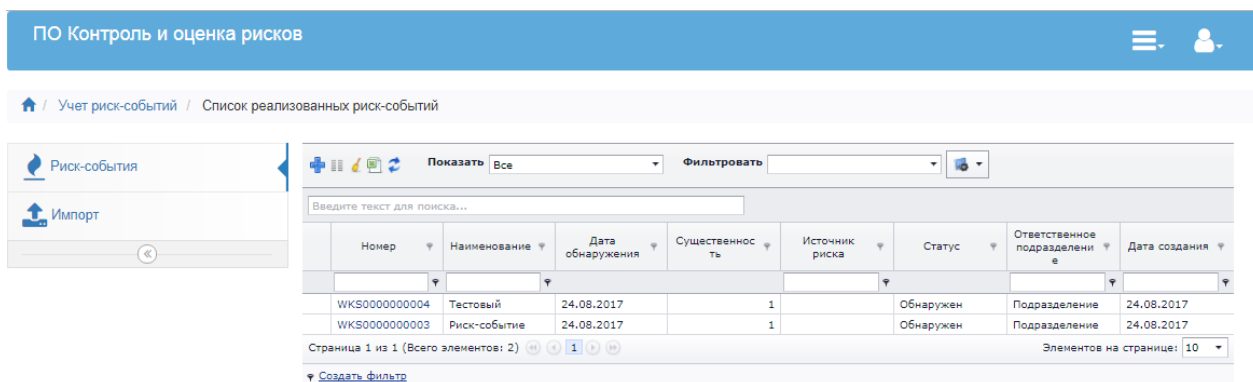 ПО Контроль и оценка рисков
/ Учет риск-событий / Список реализованных риск-событий
Риск-события
Импорт
Показать Все Фильтровать
Введите текст для поиска...
Номер Наименование Дата обнаружения Существенность Источник риска Статус Ответственное подразделение Дата создания
WKS0000000004 Тестовый 24.08.2017 1 Обнаружен Подразделение 24.08.2017
WKS0000000003 Риск-событие 24.08.2017 1 Обнаружен Подразделение 24.08.2017
Страница 1 из 1 (Всего элементов: 2) 1 Элементов на странице: 10
Создать фильтр